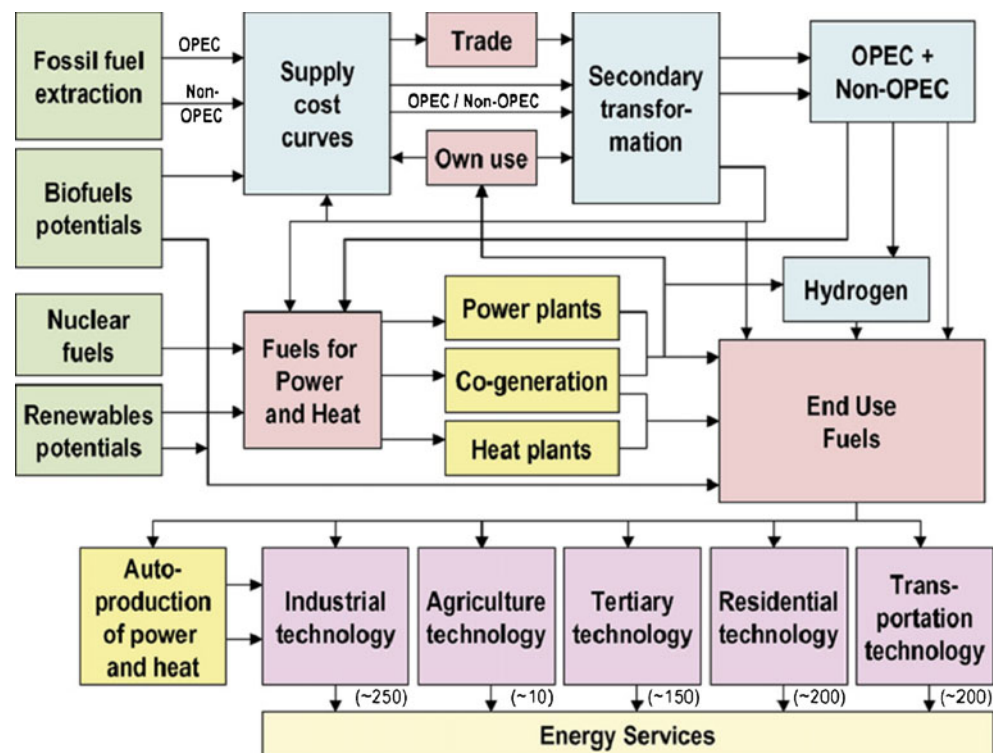 Fossil fuel
extraction
OPEC
Non-
OPEC
Supply
cost
curves
Trade
OPEC / Non-OPEC
Own use
Secondary
transfor-
mation
OPEC +
Non-OPEC
Biofuels
potentials
Hydrogen
Nuclear
fuels
Renewables
potentials
Fuels for
Power
and Heat
Power plants
Co-generation
Heat plants
End Use
Fuels
Auto-
production
of power
and heat
Industrial
technology
Agriculture
technology
Tertiary
technology
Residential
technology
Trans-
portation
technology
(~250)
(~10)
(~150)
(~200)
(~200)
Energy Services